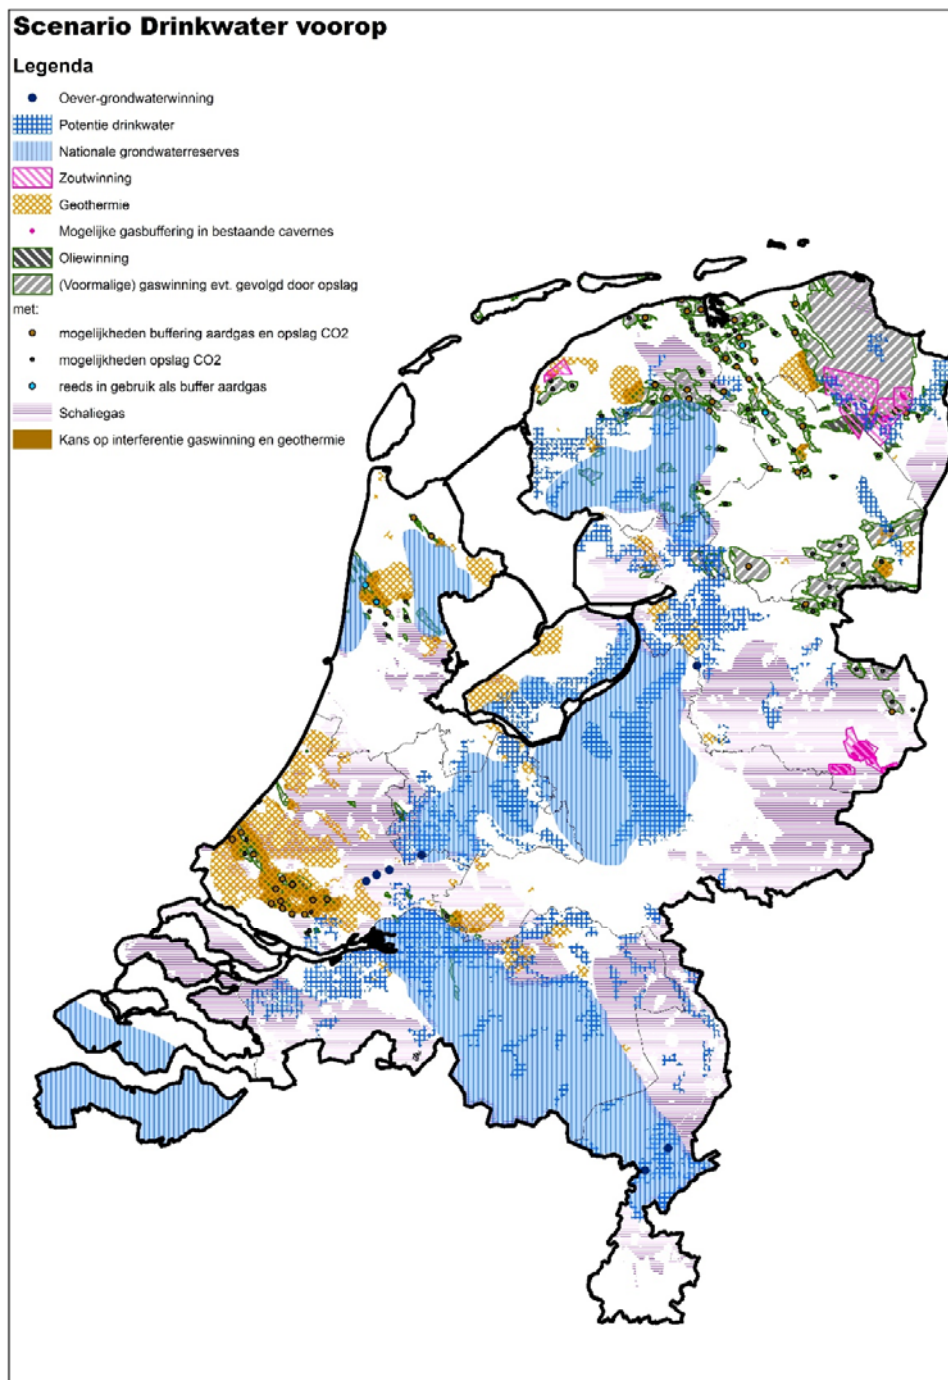 Scenario Drinkwater voorop
Legenda
Oever-grondwaterwinning
Potentie drinkwater
Nationale grondwaterreserves
Zoutwinning
Geothermie
Mogelijke gasbuffering in bestaande cavernes
Oliewinning
(Voormalige) gaswinning evt. gevolgd door opslag
met:
mogelijkheden buffering aardgas en opslag CO2
mogelijkheden opslag CO2
reeds in gebruik als buffer aardgas
Schaliegas
Kans op interferentie gaswinning en geothermie